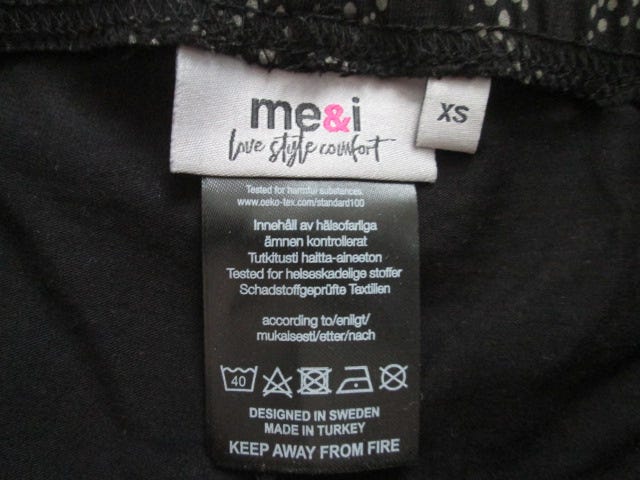 me&i
love style comfort
XS
Tested for harmful substances.
www.oeko-tex.com/standard100
Innehåll av hälsofarliga
ämnen kontrollerat
Tutkitusti haitta-aineeton
Tested for helseskadelige stoffer
Schadstoffgeprüfte Textilien
according to/enligt/
mukaisesti/etter/nach
40
DESIGNED IN SWEDEN
MADE IN TURKEY
KEEP AWAY FROM FIRE